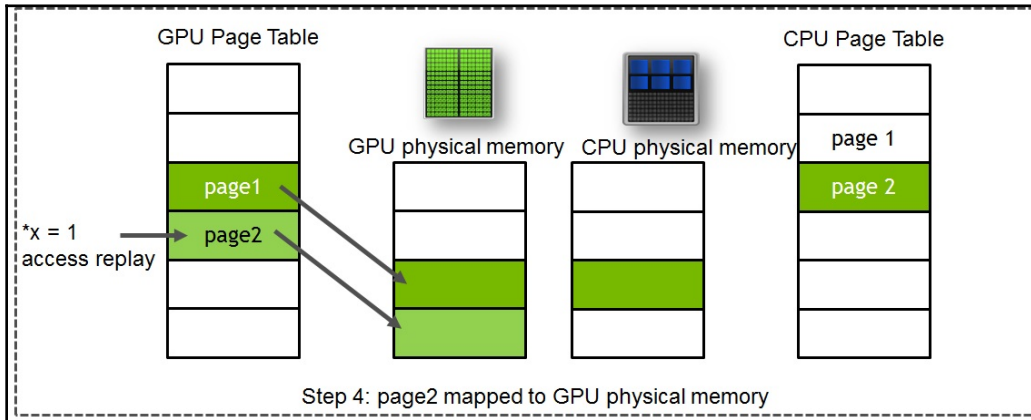 GPU Page Table
CPU Page Table
GPU physical memory
CPU physical memory
page 1
page1
page 2
*x = 1
access replay
page2
Step 4: page2 mapped to GPU physical memory